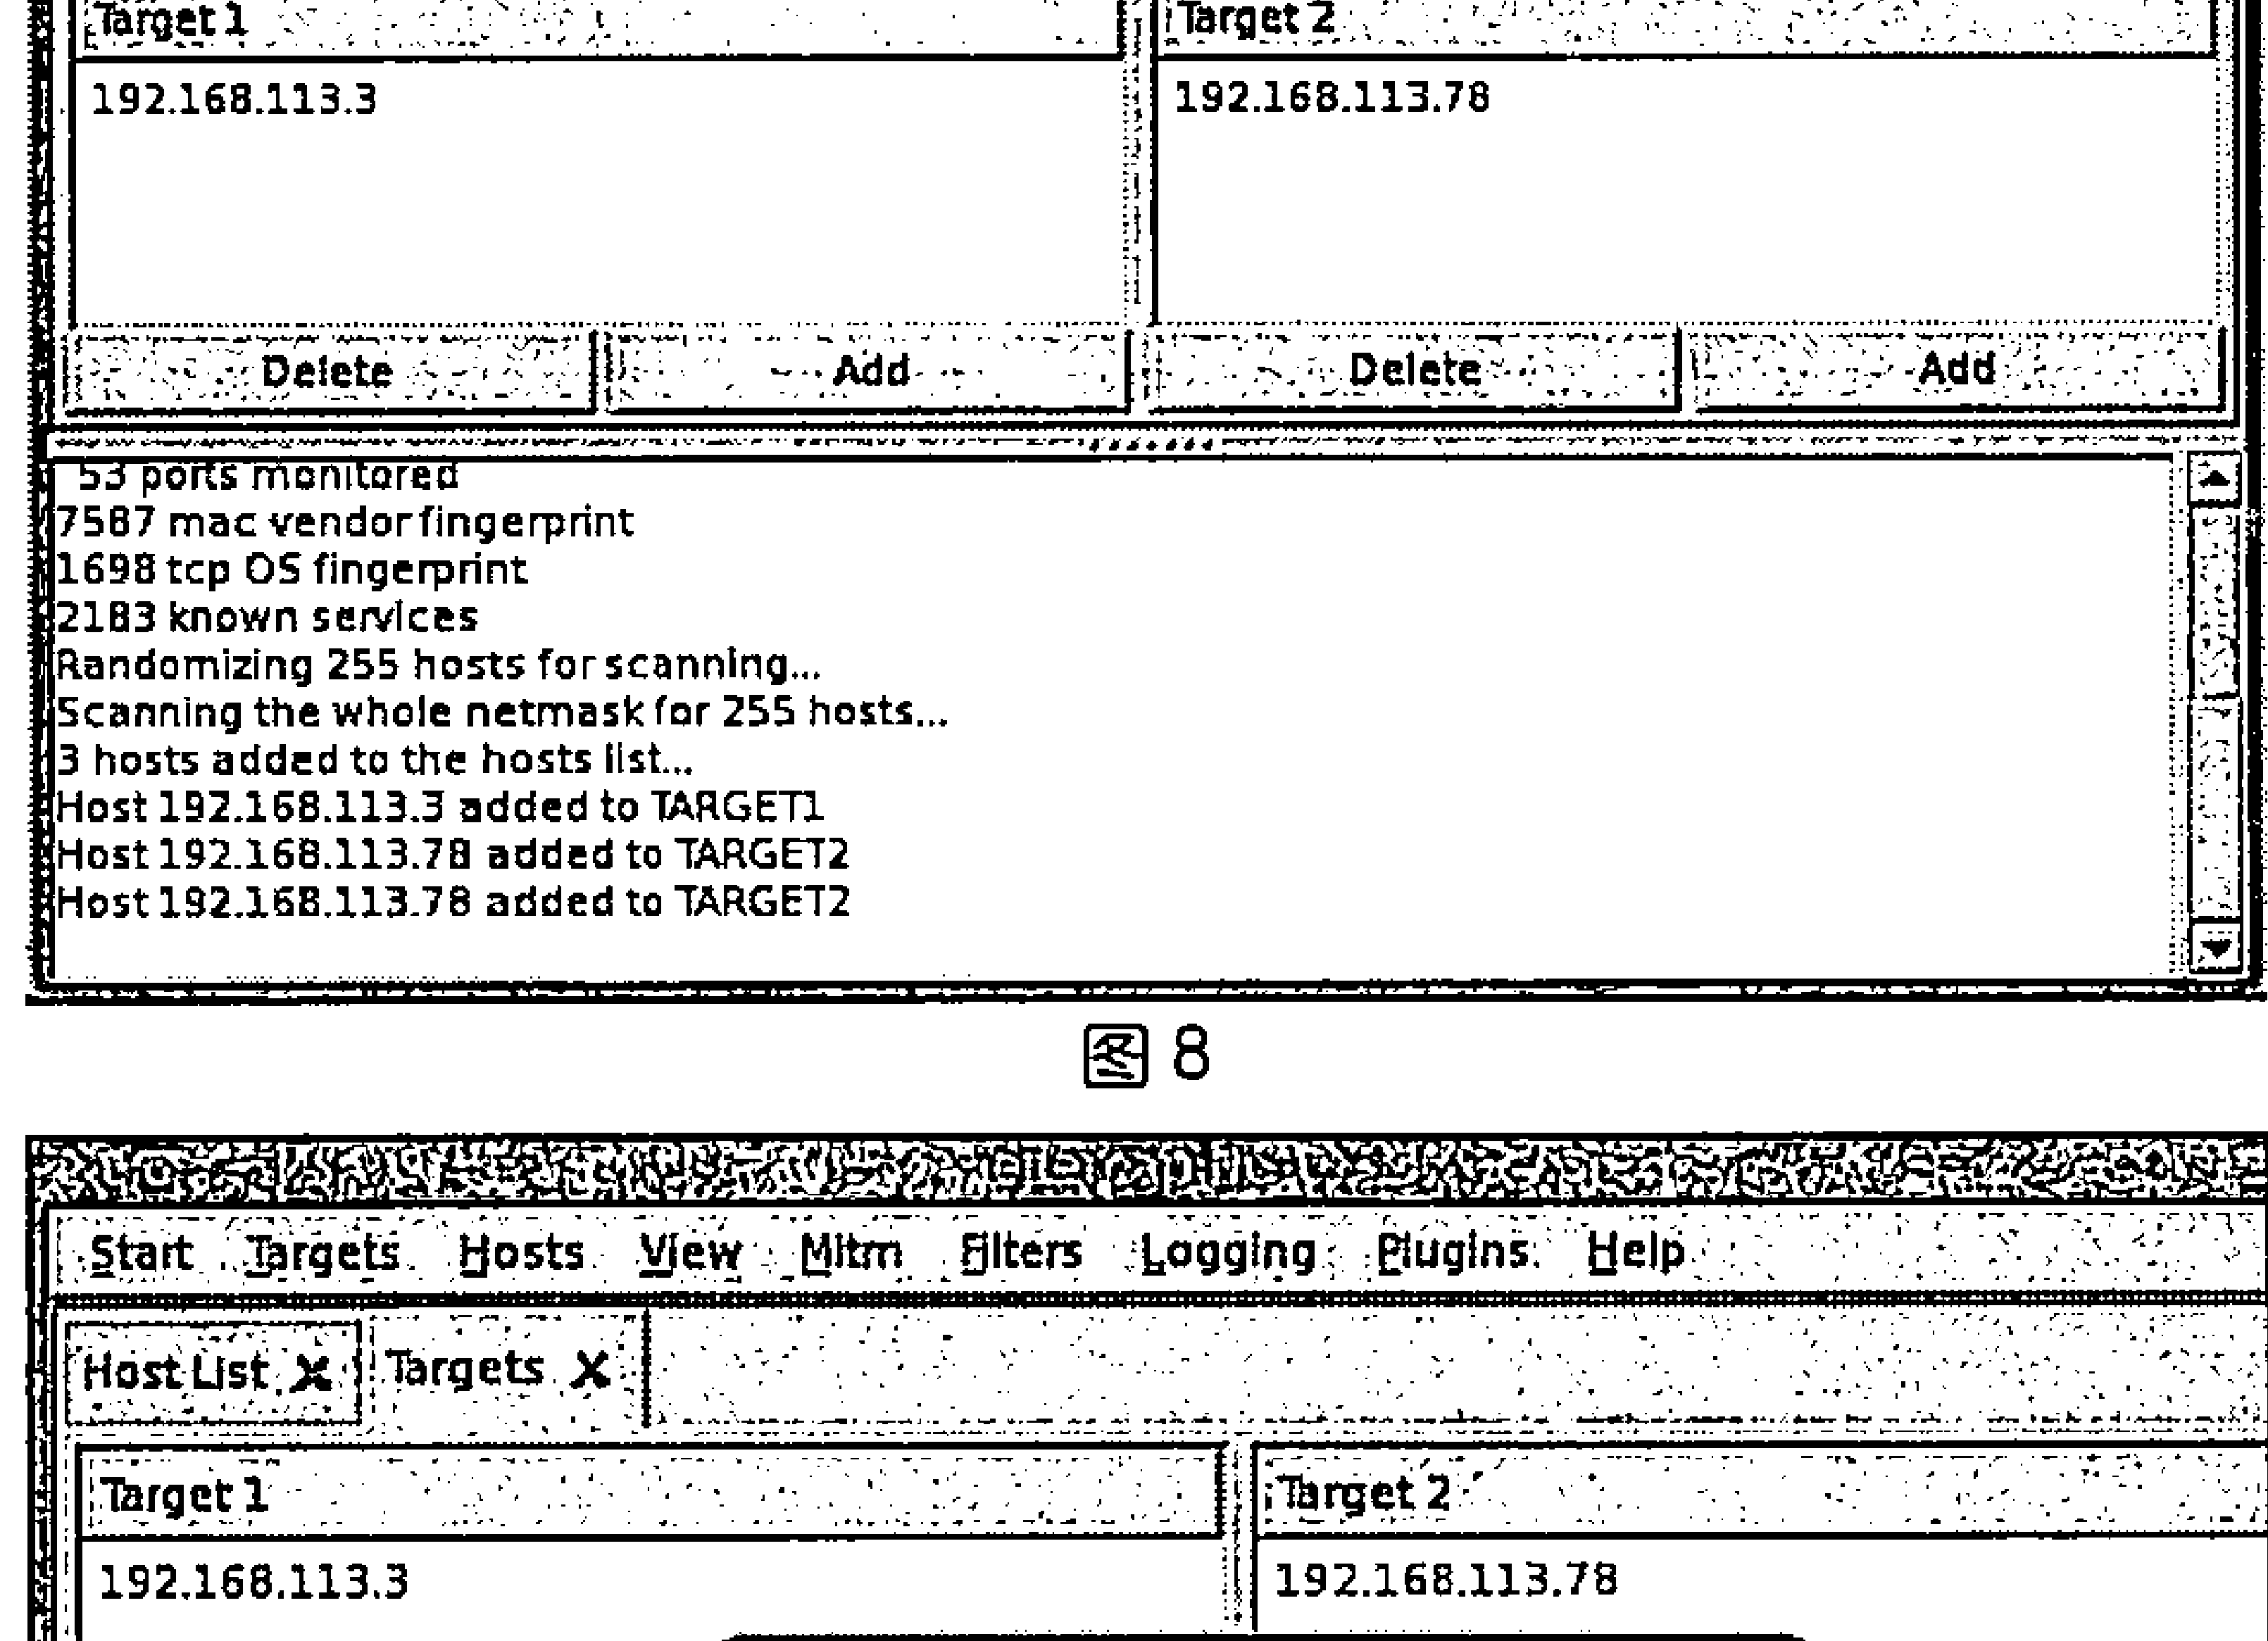 Target 1 Target 2
192.168.113.3 192.168.113.78
Delete Add Delete Add
53 ports monitored
7587 mac vendor fingerprint
1698 tcp OS fingerprint
2183 known services
Randomizing 255 hosts for scanning...
Scanning the whole netmask for 255 hosts...
3 hosts added to the hosts list...
Host 192.168.113.3 added to TARGET1
Host 192.168.113.78 added to TARGET2
Host 192.168.113.78 added to TARGET2
图 8
Start Targets Hosts View Mitm Filters Logging Plugins Help
Host List X Targets X
Target 1 Target 2
192.168.113.3 192.168.113.78